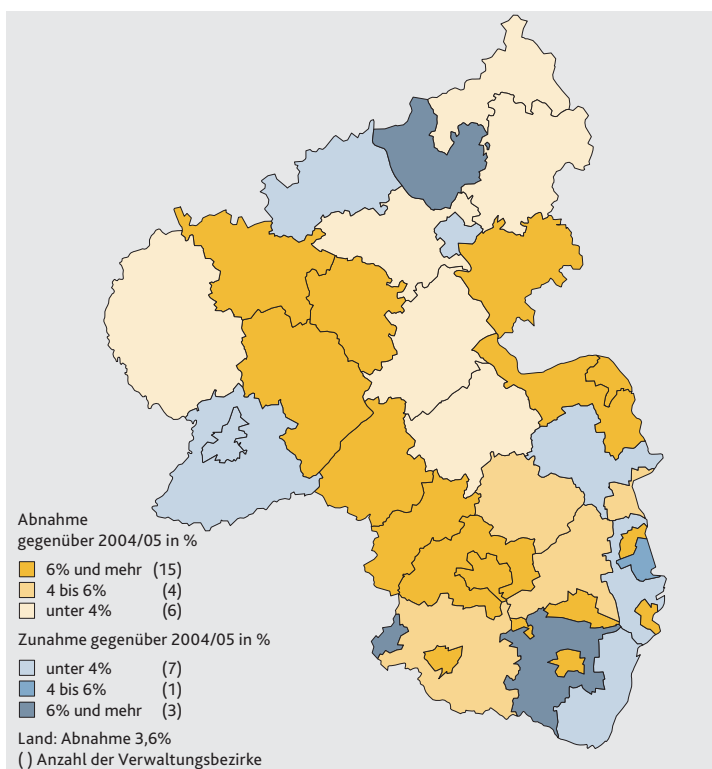 Abnahme
gegenüber 2004/05 in %
6% und mehr (15)
4 bis 6% (4)
unter 4% (6)
Zunahme gegenüber 2004/05 in %
unter 4% (7)
4 bis 6% (1)
6% und mehr (3)
Land: Abnahme 3,6%
( ) Anzahl der Verwaltungsbezirke